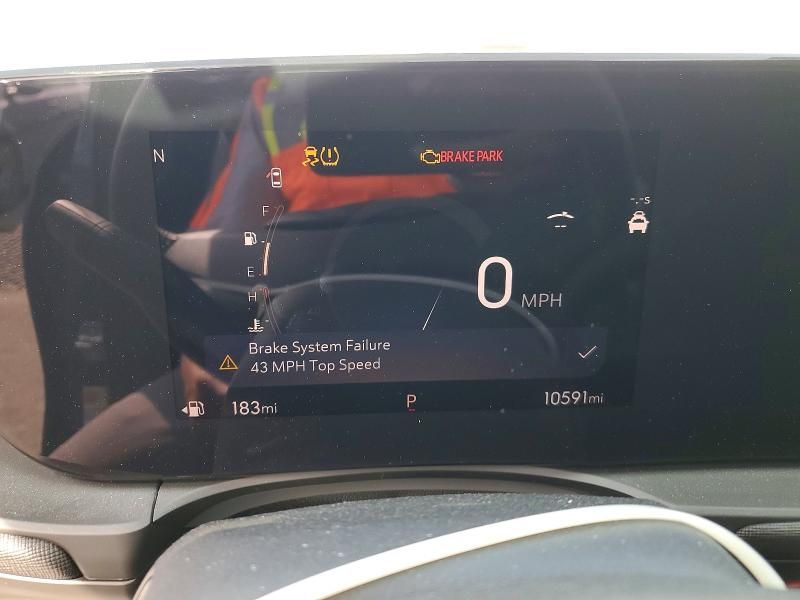 N
BRAKE PARK
F
E
H
-.-s
--
0 MPH
Brake System Failure
43 MPH Top Speed
183mi
P
10591mi